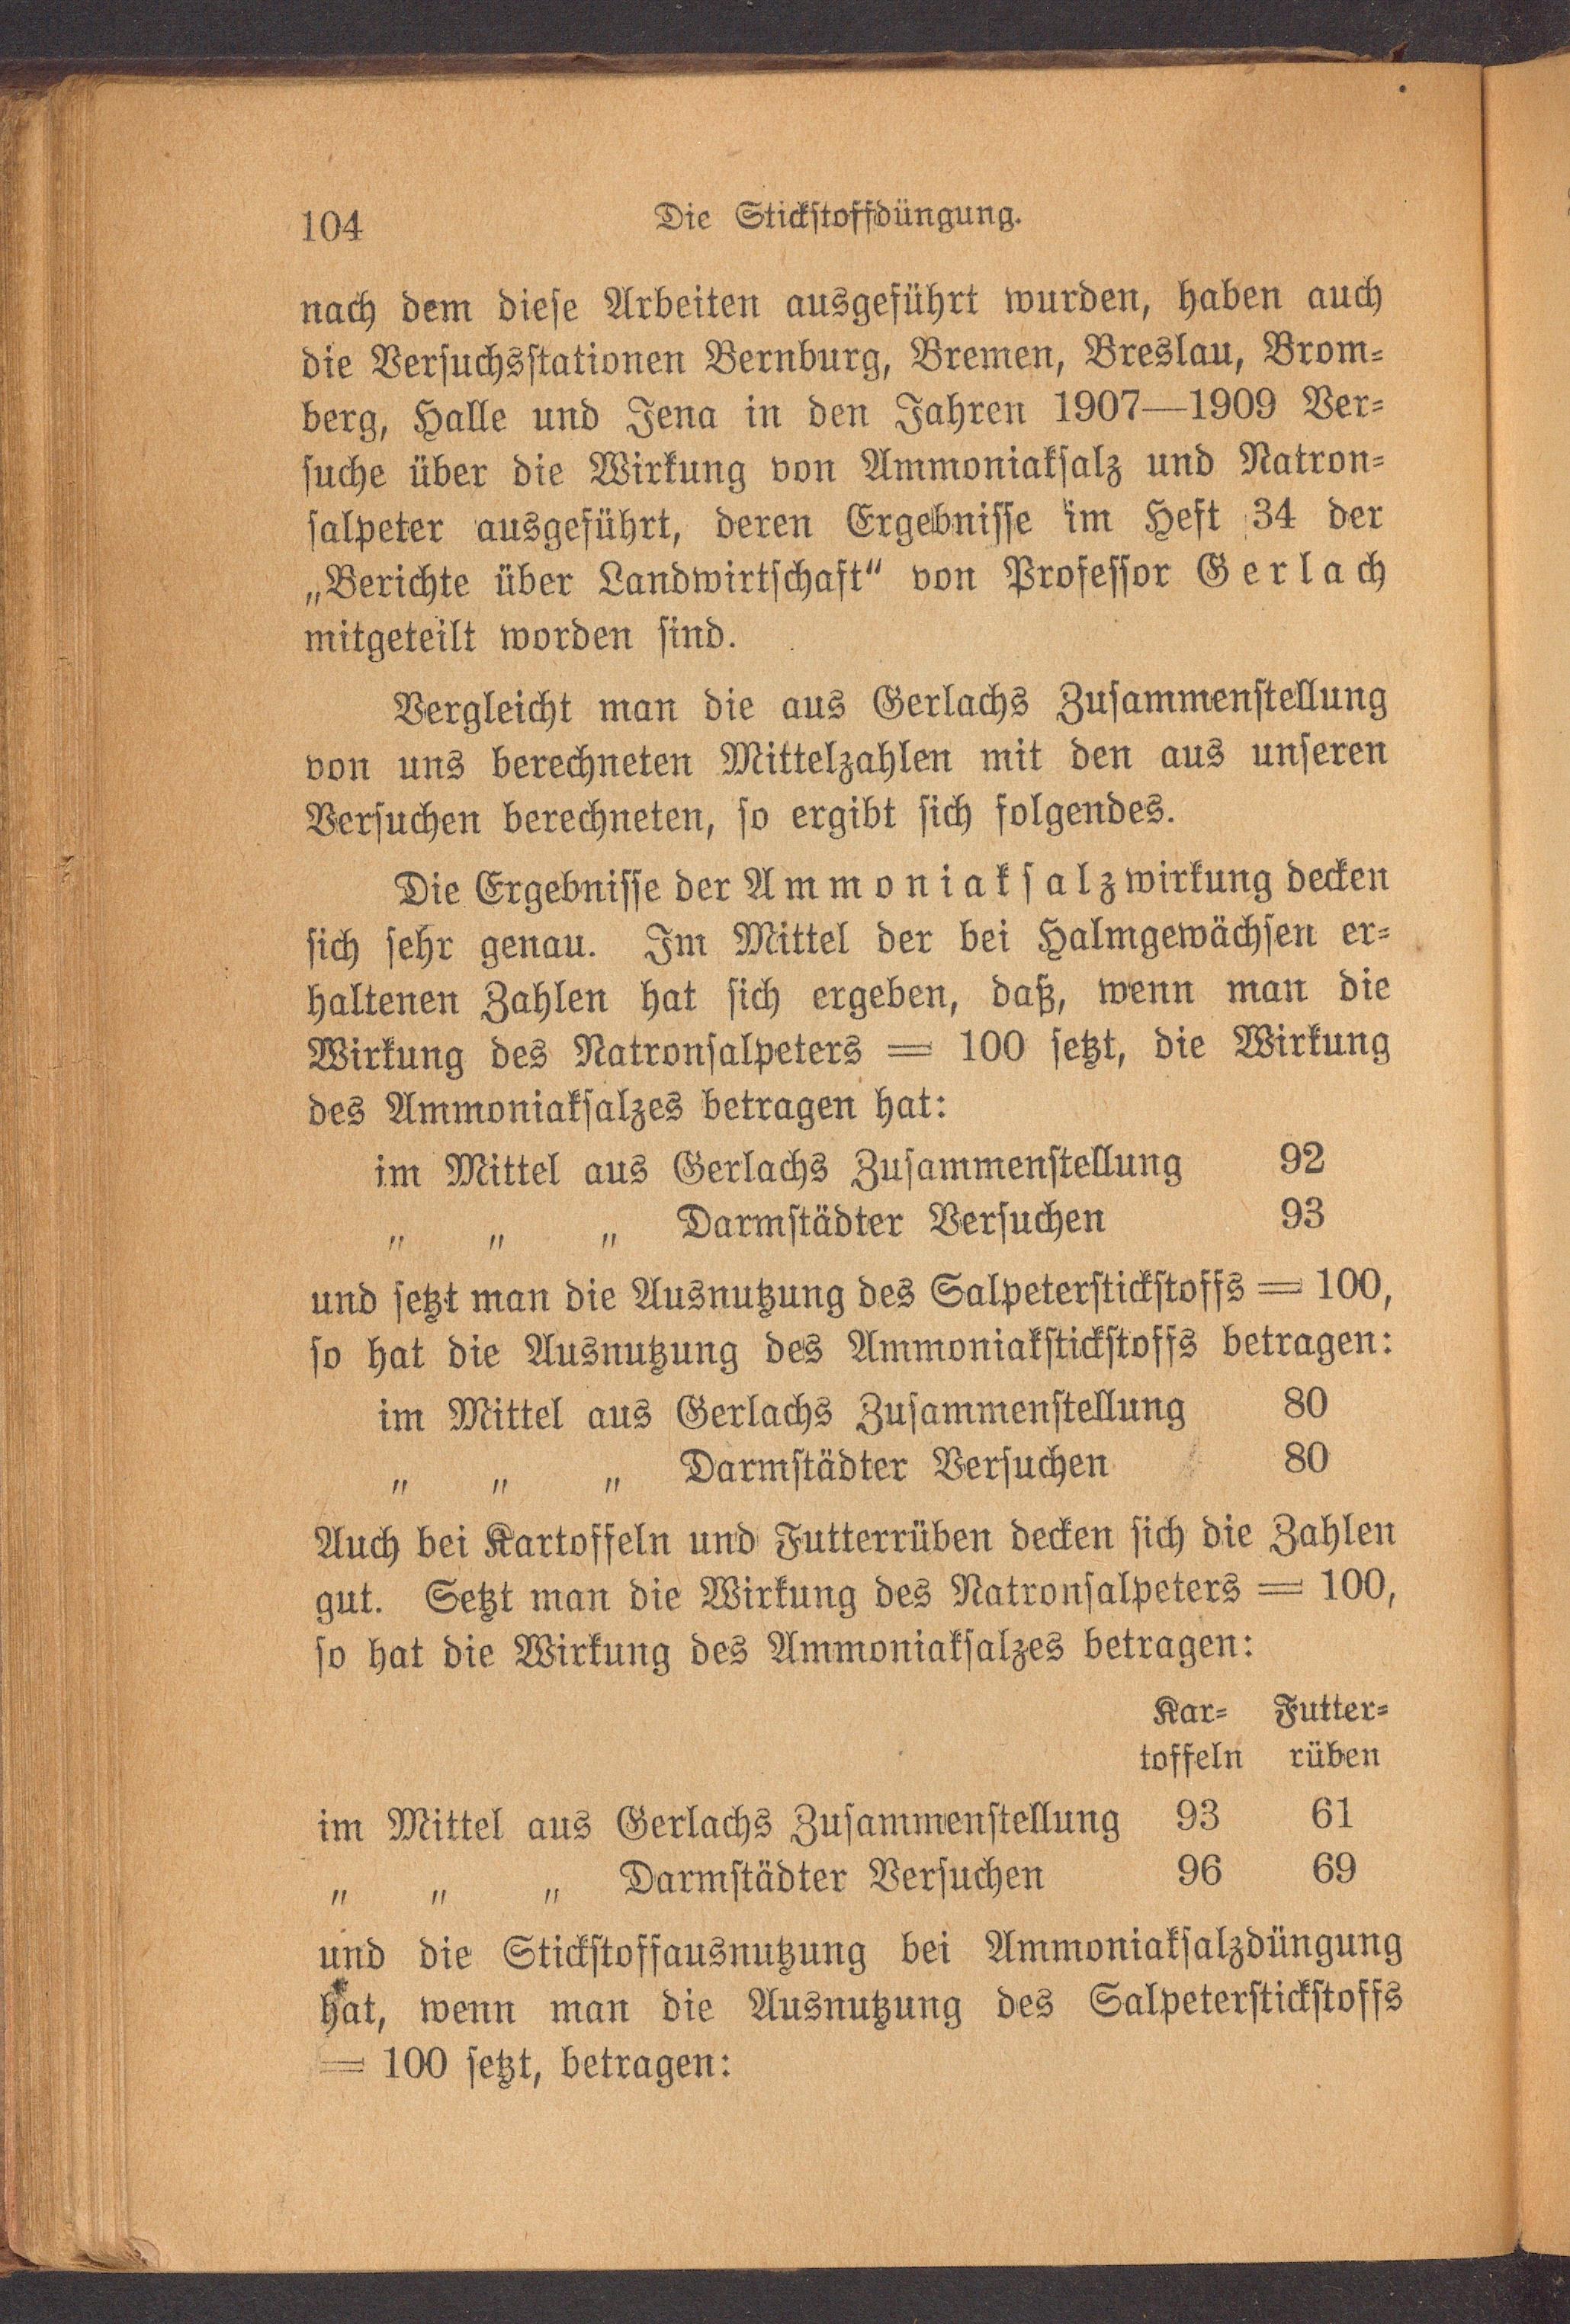 104 Die Stickstoffdüngung.
nach dem diese Arbeiten ausgeführt wurden, haben auch
die Versuchsstationen Bernburg, Bremen, Breslau, Brom-
berg, Halle und Jena in den Jahren 1907—1909 Ver-
suche über die Wirkung von Ammoniaksalz und Natron-
salpeter ausgeführt, deren Ergebnisse im Heft 34 der
„Berichte über Landwirtschaft“ von Professor Gerlach
mitgeteilt worden sind.
Vergleicht man die aus Gerlachs Zusammenstellung
von uns berechneten Mittelzahlen mit den aus unseren
Versuchen berechneten, so ergibt sich folgendes.
Die Ergebnisse der Ammoniaksalzwirkung decken
sich sehr genau. Im Mittel der bei Halmgewächsen er-
haltenen Zahlen hat sich ergeben, daß, wenn man die
Wirkung des Natronsalpeters = 100 setzt, die Wirkung
des Ammoniaksalzes betragen hat:
im Mittel aus Gerlachs Zusammenstellung 92
„ „ „ Darmstädter Versuchen 93
und setzt man die Ausnutzung des Salpeterstickstoffs = 100,
so hat die Ausnutzung des Ammoniakstickstoffs betragen:
im Mittel aus Gerlachs Zusammenstellung 80
„ „ „ Darmstädter Versuchen 80
Auch bei Kartoffeln und Futterrüben decken sich die Zahlen
gut. Setzt man die Wirkung des Natronsalpeters = 100,
so hat die Wirkung des Ammoniaksalzes betragen:
Kar- Futter-
toffeln rüben
im Mittel aus Gerlachs Zusammenstellung 93 61
„ „ „ Darmstädter Versuchen 96 69
und die Stickstoffausnutzung bei Ammoniaksalzdüngung
hat, wenn man die Ausnutzung des Salpeterstickstoffs
= 100 setzt, betragen: